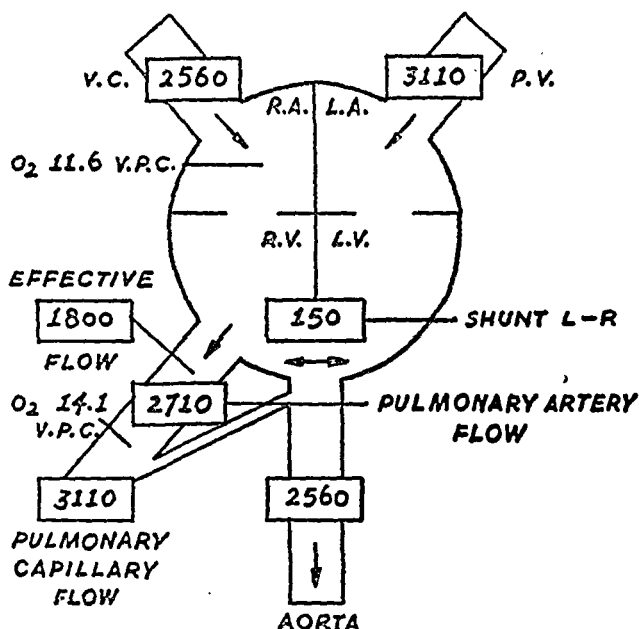 V.C. 2560
3110 P.V.
R.A. L.A.
O₂ 11.6 V.P.C.
R.V. L.V.
EFFECTIVE
1800
FLOW
150
SHUNT L-R
O₂ 14.1
V.P.C.
2710
PULMONARY ARTERY
FLOW
3110
PULMONARY
CAPILLARY
FLOW
2560
AORTA